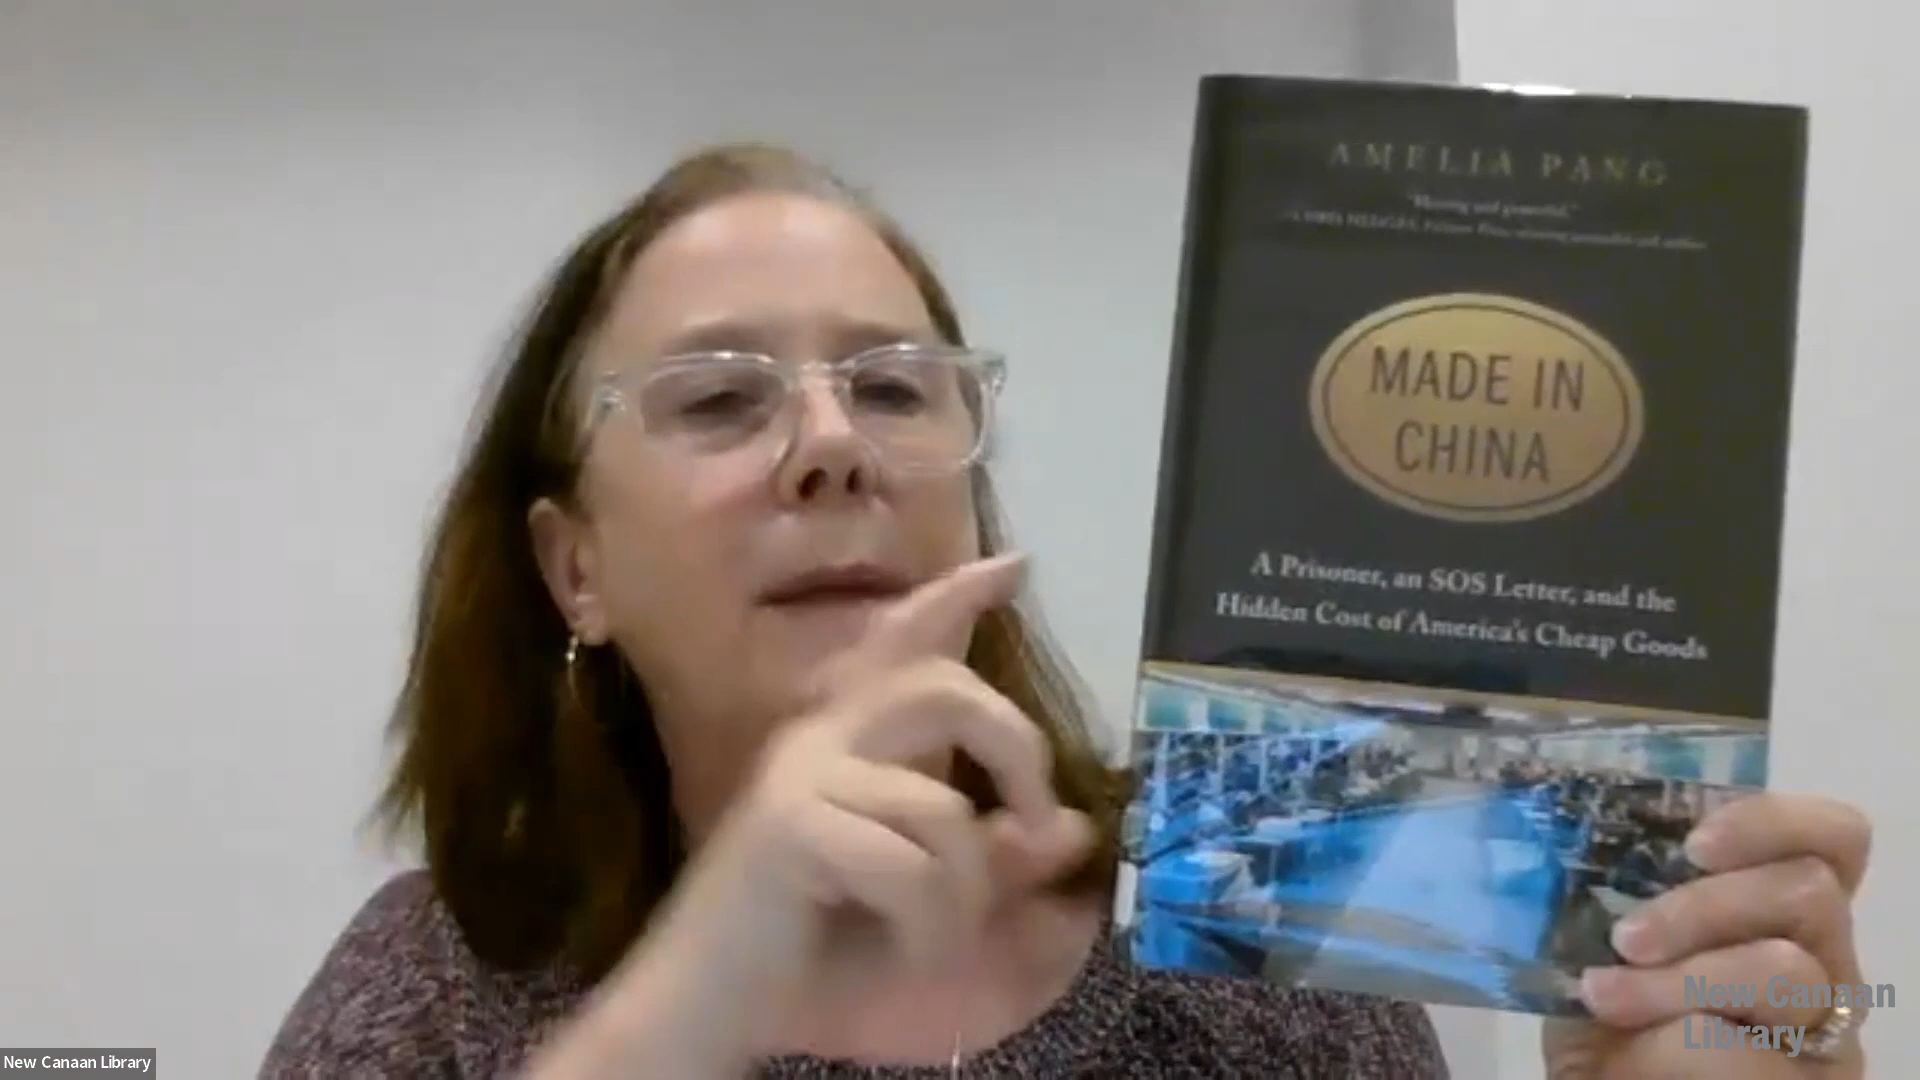 AMELIA PANG
"Moving and powerful."
MADE IN
CHINA
A Prisoner, an SOS Letter, and the
Hidden Cost of America's Cheap Goods
New Canaan
Library
New Canaan Library